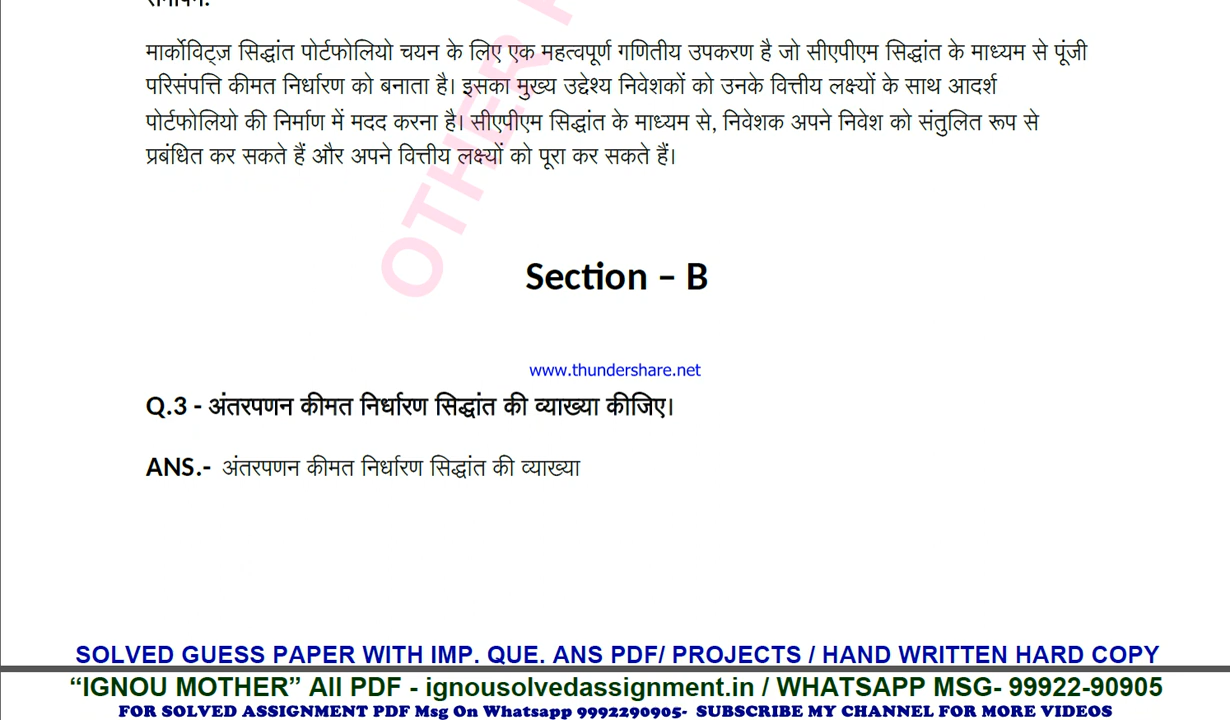 समापन:
मार्कोविट्ज़ सिद्धांत पोर्टफोलियो चयन के लिए एक महत्वपूर्ण गणितीय उपकरण है जो सीएपीएम सिद्धांत के माध्यम से पूंजी
परिसंपत्ति कीमत निर्धारण को बनाता है। इसका मुख्य उद्देश्य निवेशकों को उनके वित्तीय लक्ष्यों के साथ आदर्श
पोर्टफोलियो की निर्माण में मदद करना है। सीएपीएम सिद्धांत के माध्यम से, निवेशक अपने निवेश को संतुलित रूप से
प्रबंधित कर सकते हैं और अपने वित्तीय लक्ष्यों को पूरा कर सकते हैं।
OTHER
Section – B
www.thundershare.net
Q.3 - अंतरपणन कीमत निर्धारण सिद्धांत की व्याख्या कीजिए।
ANS.- अंतरपणन कीमत निर्धारण सिद्धांत की व्याख्या
SOLVED GUESS PAPER WITH IMP. QUE. ANS PDF/ PROJECTS / HAND WRITTEN HARD COPY
“IGNOU MOTHER” All PDF - ignousolvedassignment.in / WHATSAPP MSG- 99922-90905
FOR SOLVED ASSIGNMENT PDF Msg On Whatsapp 9992290905- SUBSCRIBE MY CHANNEL FOR MORE VIDEOS